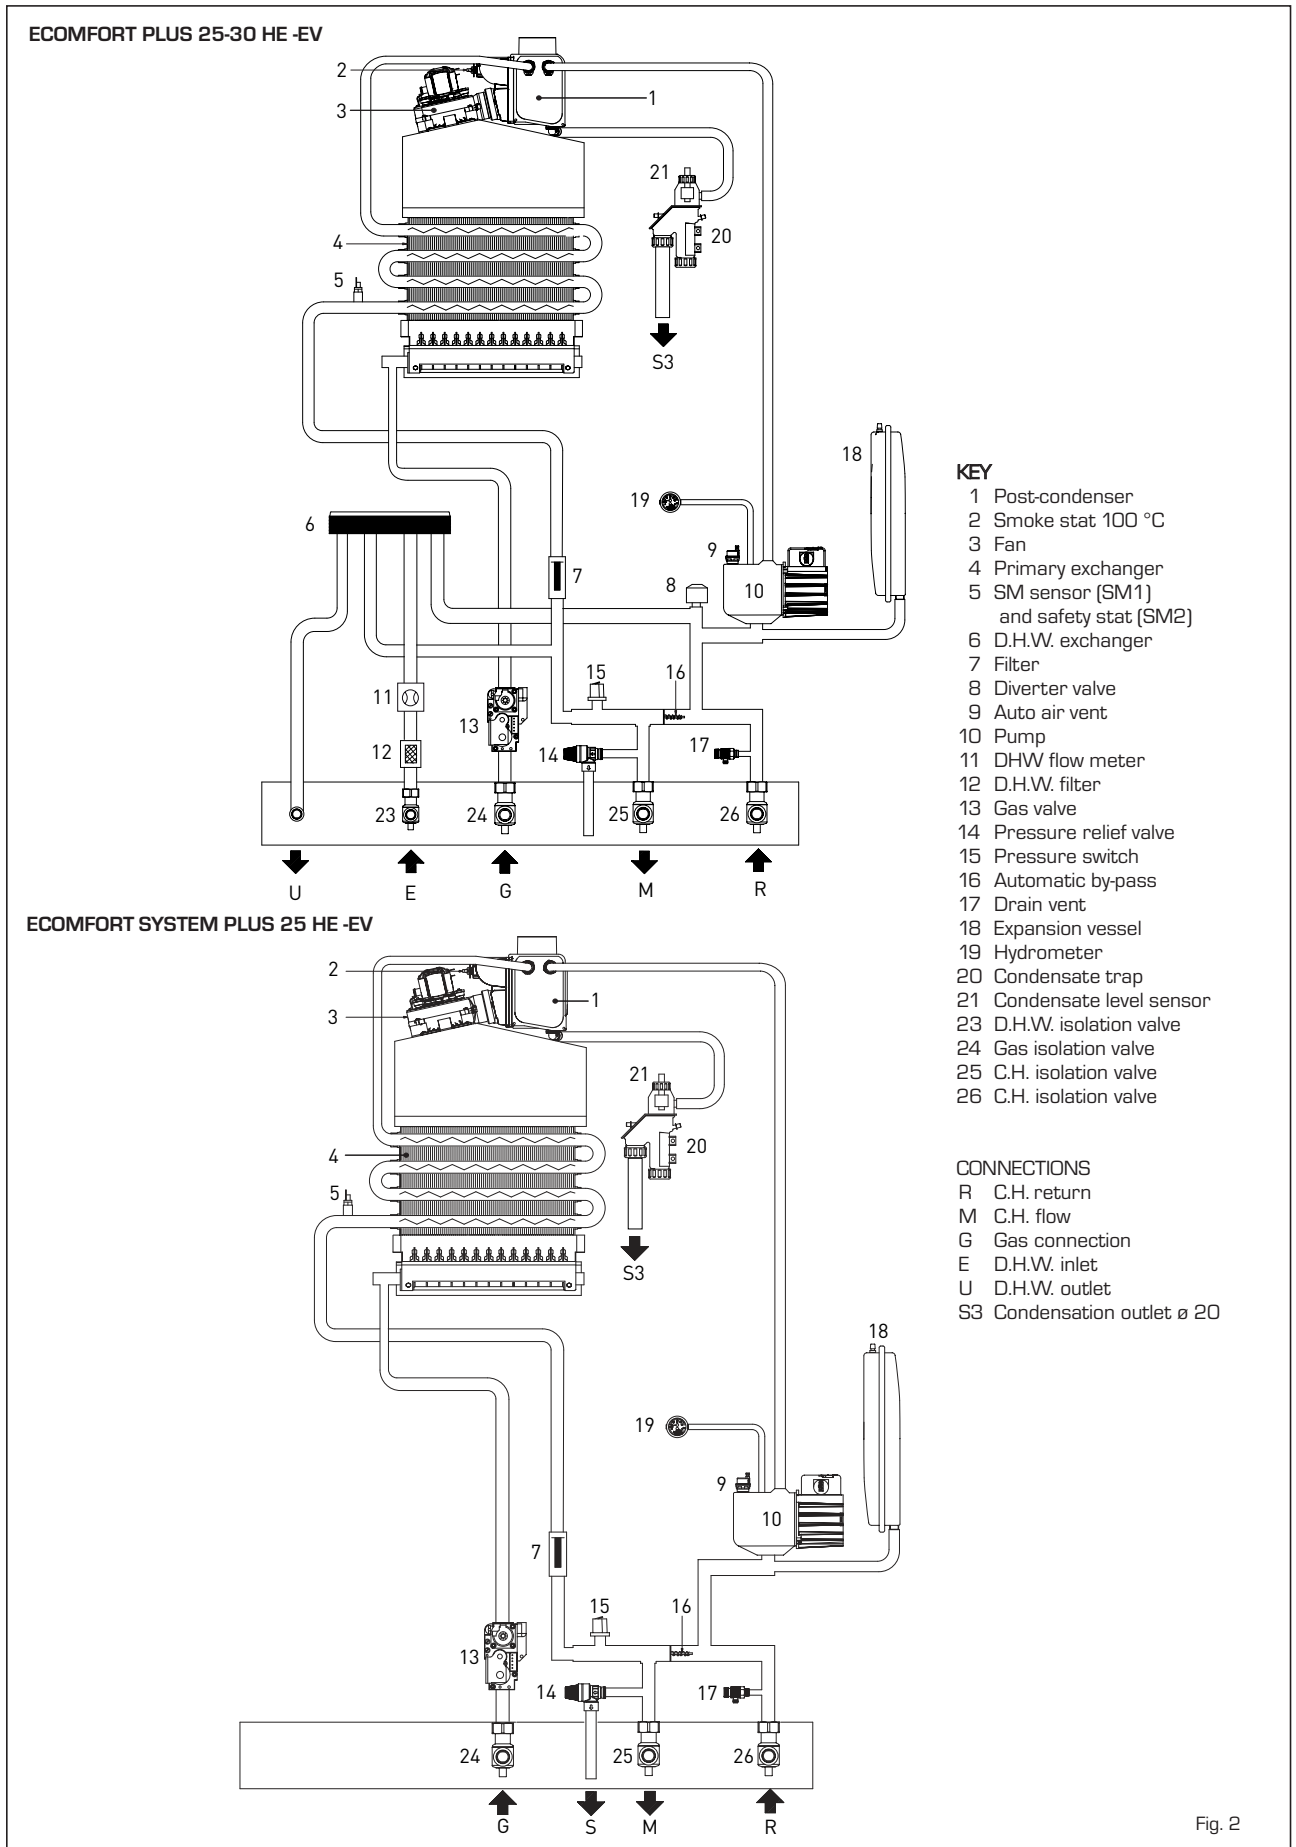 ECOMFORT PLUS 25-30 HE -EV
2
1
3
21
20
4
5
S3
18
19
6
9
7
8
10
11
15
16
13
12
14
17
23
24
25
26
U
E
G
M
R
KEY
1 Post-condenser
2 Smoke stat 100 °C
3 Fan
4 Primary exchanger
5 SM sensor (SM1)
and safety stat (SM2)
6 D.H.W. exchanger
7 Filter
8 Diverter valve
9 Auto air vent
10 Pump
11 DHW flow meter
12 D.H.W. filter
13 Gas valve
14 Pressure relief valve
15 Pressure switch
16 Automatic by-pass
17 Drain vent
18 Expansion vessel
19 Hydrometer
20 Condensate trap
21 Condensate level sensor
23 D.H.W. isolation valve
24 Gas isolation valve
25 C.H. isolation valve
26 C.H. isolation valve
CONNECTIONS
R C.H. return
M C.H. flow
G Gas connection
E D.H.W. inlet
U D.H.W. outlet
S3 Condensation outlet ø 20
ECOMFORT SYSTEM PLUS 25 HE -EV
2
1
3
21
20
4
5
S3
18
19
9
10
7
15
16
13
14
17
24
25
26
G
S
M
R
Fig. 2